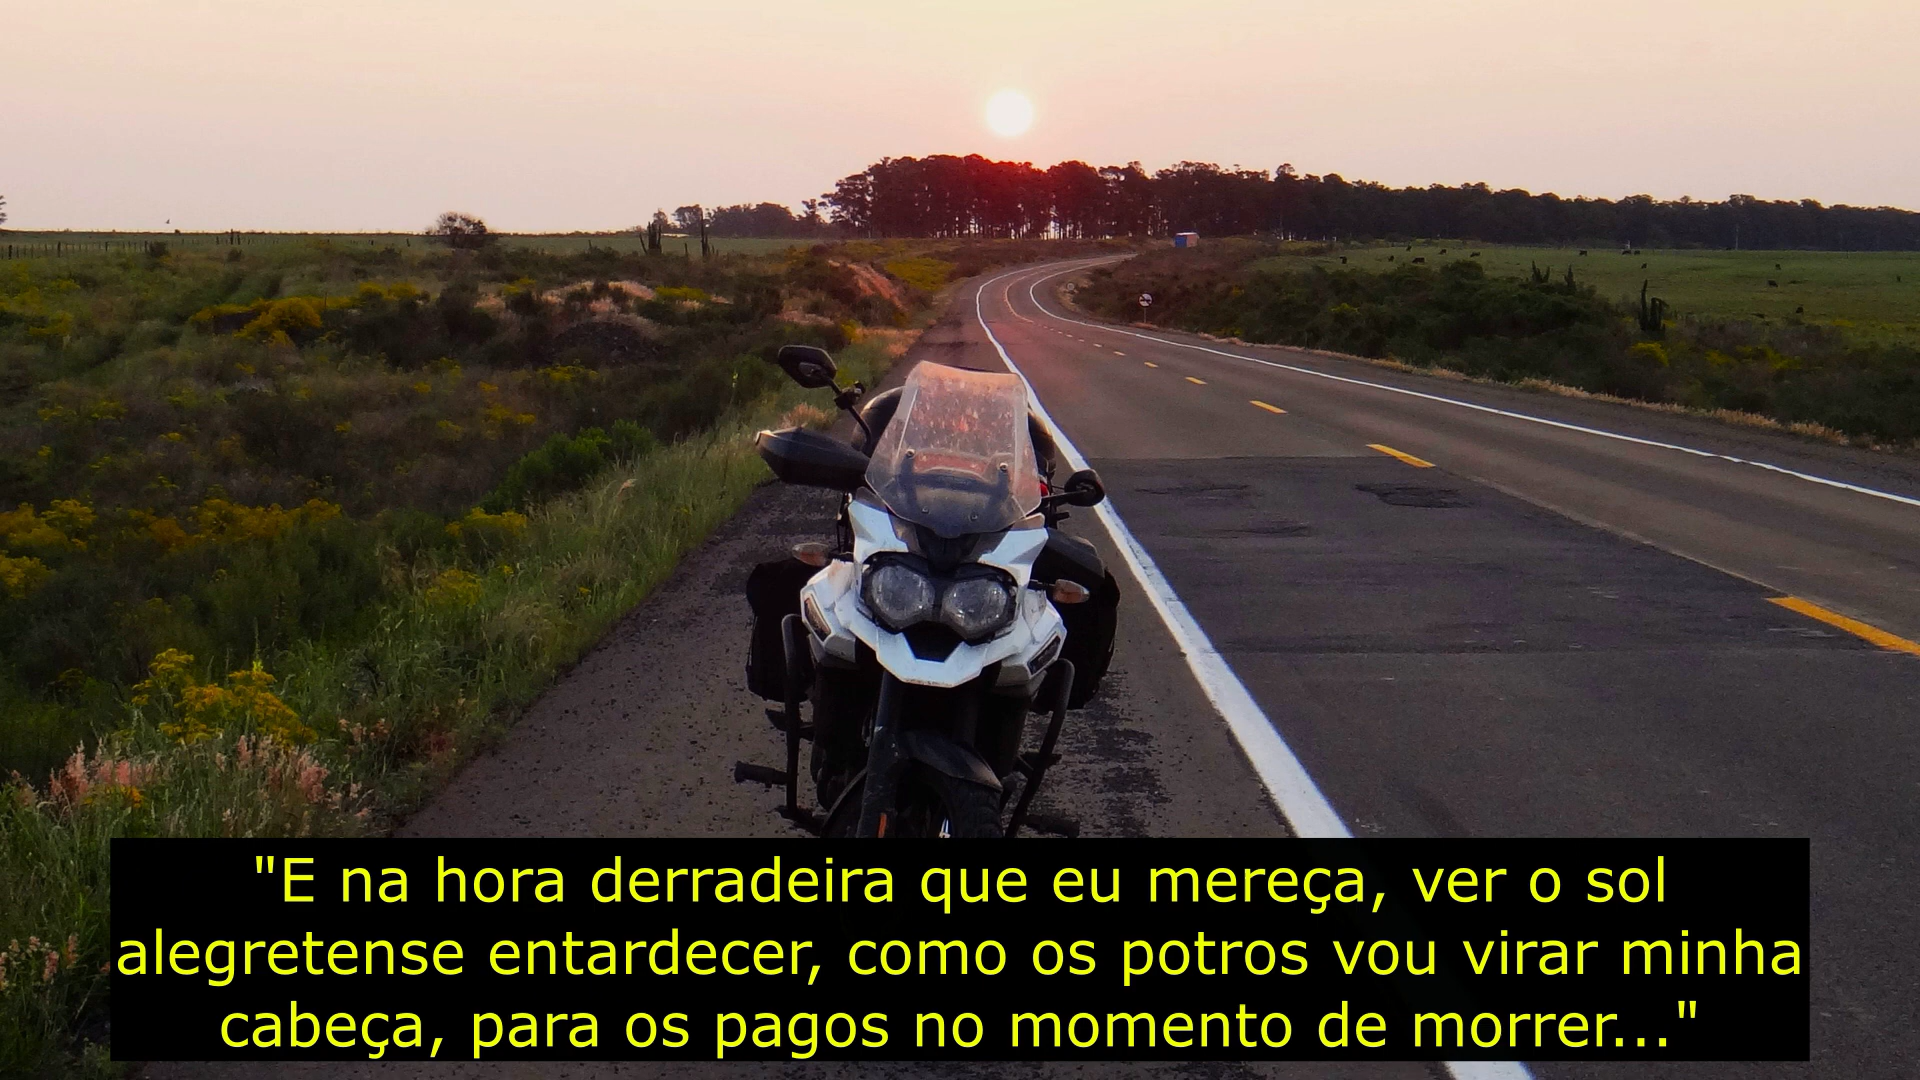 "E na hora derradeira que eu mereça, ver o sol
alegretense entardecer, como os potros vou virar minha
cabeça, para os pagos no momento de morrer..."